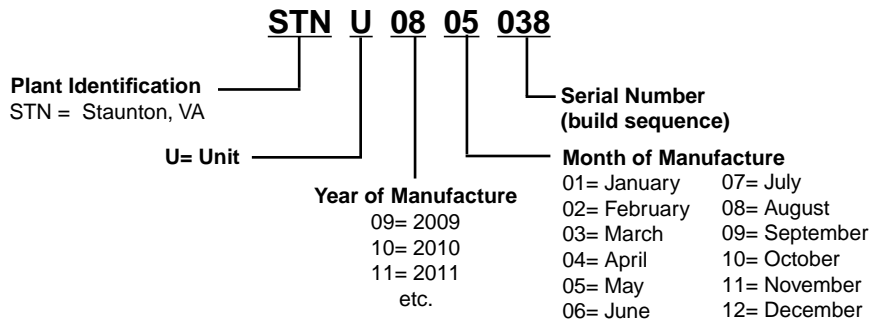 STN U 08 05 038
Plant Identification
STN = Staunton, VA
U= Unit
Year of Manufacture
09= 2009
10= 2010
11= 2011
etc.
Serial Number
(build sequence)
Month of Manufacture
01= January 07= July
02= February 08= August
03= March 09= September
04= April 10= October
05= May 11= November
06= June 12= December